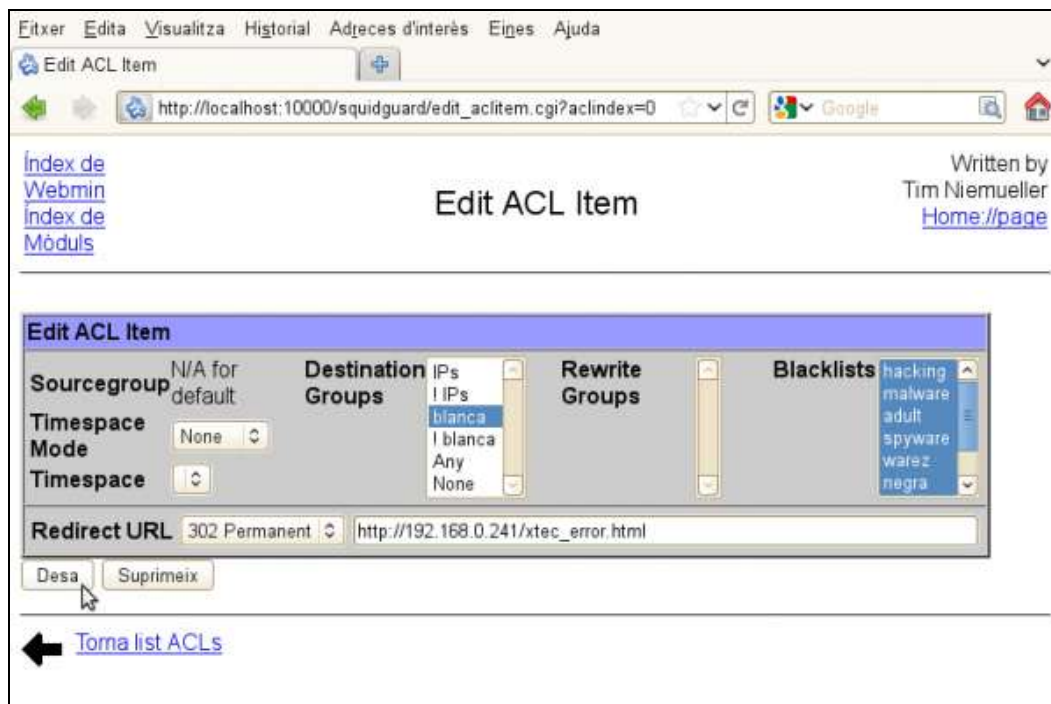 Fitxer Edita Visualitza Historial Adreces d'interès Eines Ajuda
Edit ACL Item
http://localhost:10000/squidguard/edit_aclitem.cgi?aclindex=0
Google
Índex de
Webmin
Índex de
Mòduls
Edit ACL Item
Written by
Tim Niemueller
Home://page
Edit ACL Item
Sourcegroup N/A for default
Timespace Mode None
Timespace
Destination Groups
IPs
! IPs
blanca
! blanca
Any
None
Rewrite Groups
Blacklists
hacking
malware
adult
spyware
warez
negra
Redirect URL 302 Permanent http://192.168.0.241/xtec_error.html
Desa Suprimeix
Torna list ACLs